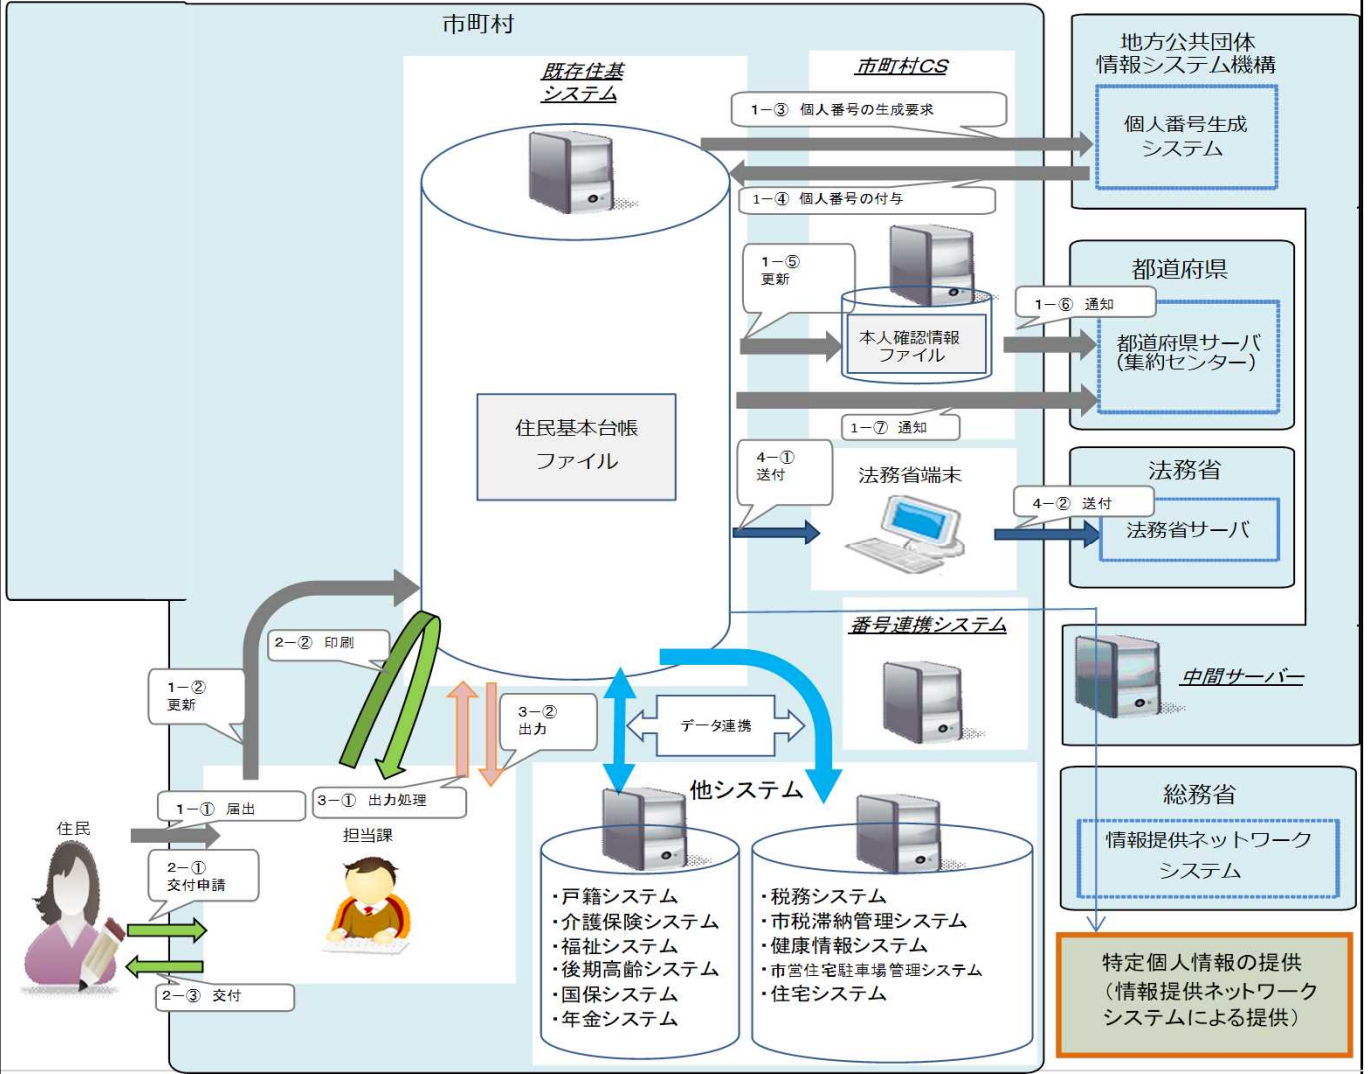 市町村
既存住基
システム
市町村CS
地方公共団体
情報システム機構
個人番号生成
システム
1－③ 個人番号の生成要求
1－④ 個人番号の付与
1－⑤
更新
本人確認情報
ファイル
1－⑥ 通知
都道府県
都道府県サーバ
(集約センター)
1－⑦ 通知
住民基本台帳
ファイル
4－①
送付
法務省端末
4－② 送付
法務省
法務省サーバ
2－② 印刷
番号連携システム
中間サーバー
1－②
更新
3－②
出力
データ連携
3－① 出力処理
1－① 届出
住民
担当課
2－①
交付申請
2－③ 交付
他システム
・戸籍システム
・介護保険システム
・福祉システム
・後期高齢システム
・国保システム
・年金システム
・税務システム
・市税滞納管理システム
・健康情報システム
・市営住宅駐車場管理システム
・住宅システム
総務省
情報提供ネットワーク
システム
特定個人情報の提供
（情報提供ネットワーク
システムによる提供）